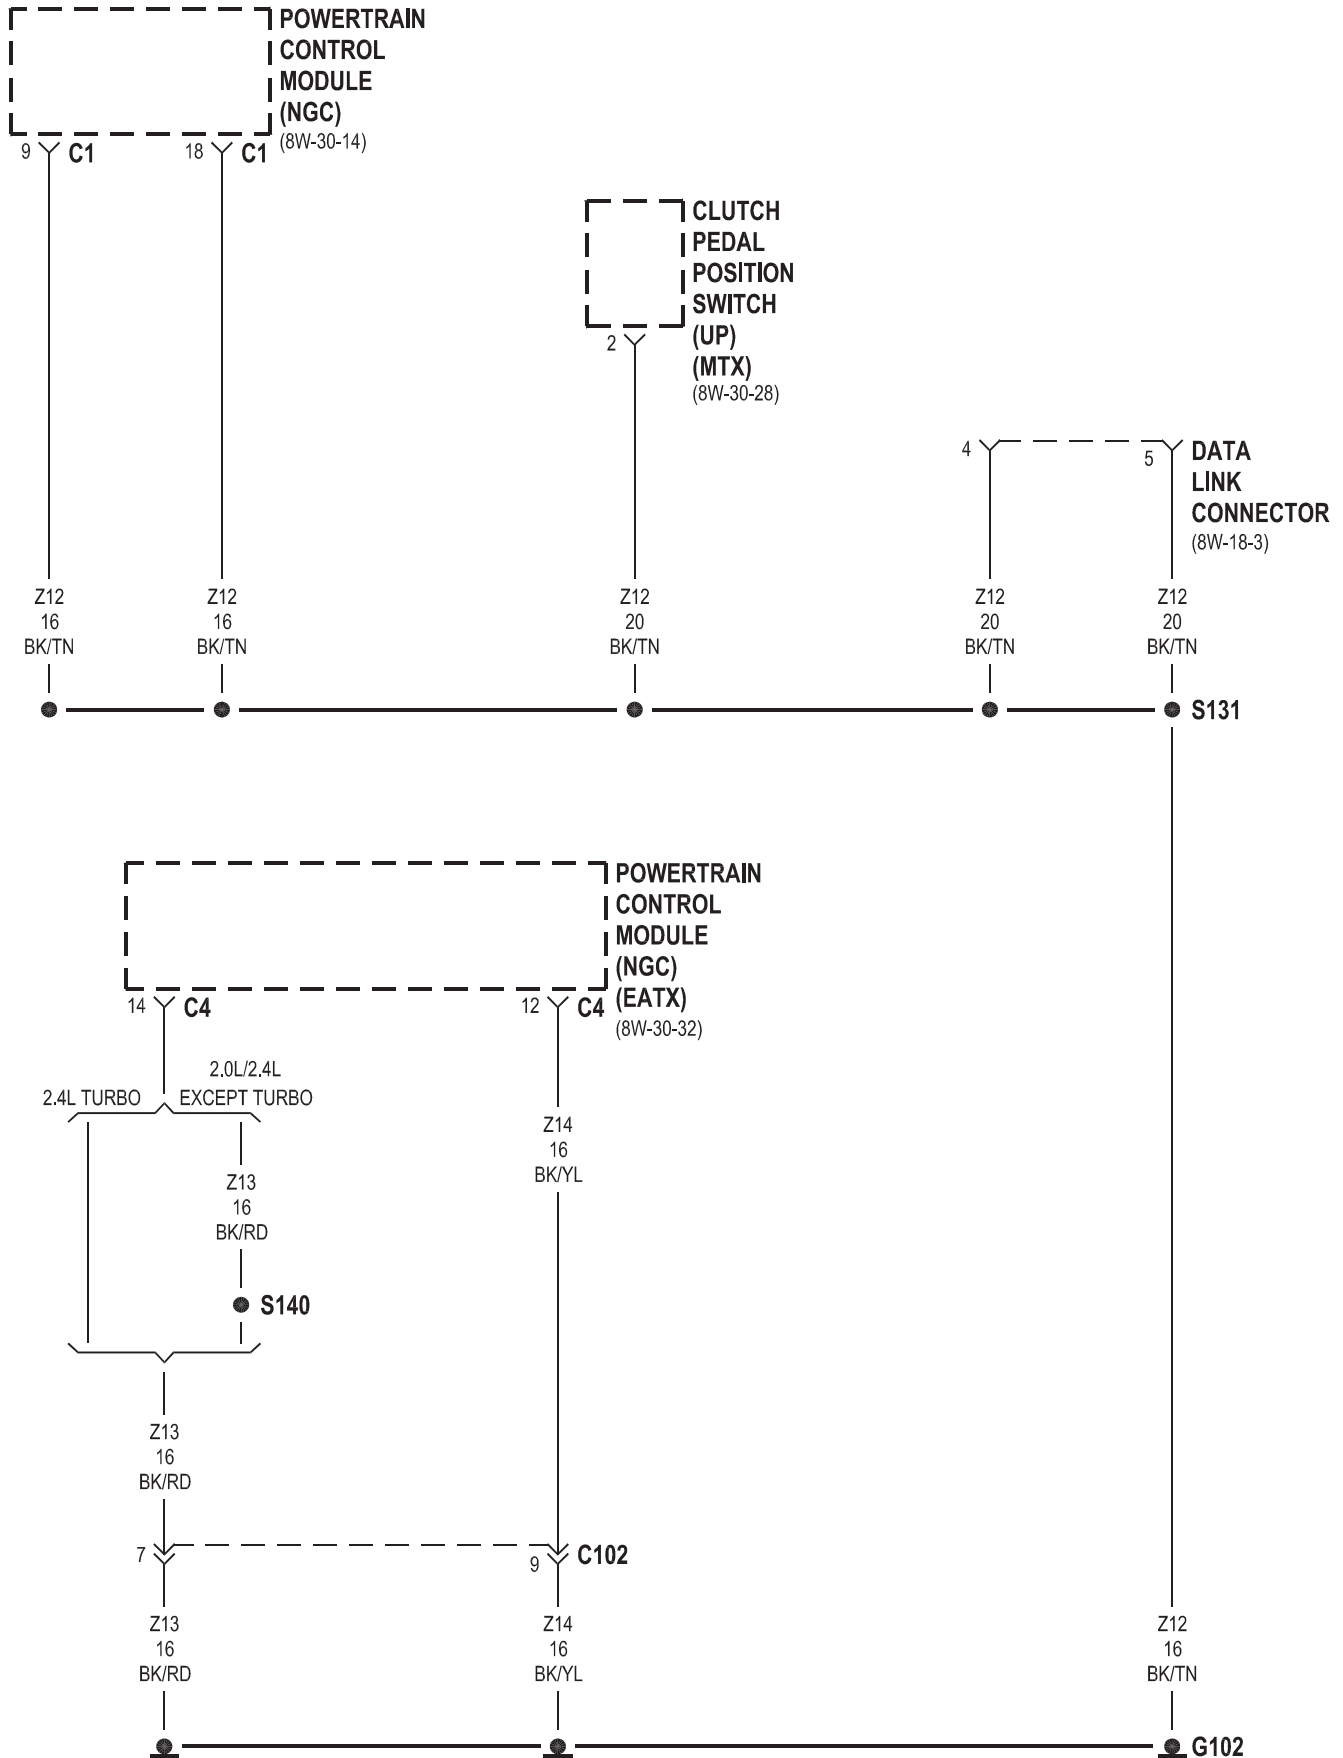 POWERTRAIN
CONTROL
MODULE
(NGC)
(8W-30-14)
9 C1
18 C1
CLUTCH
PEDAL
POSITION
SWITCH
(UP)
(MTX)
(8W-30-28)
2
4
5
DATA
LINK
CONNECTOR
(8W-18-3)
Z12 Z12 Z12 Z12 Z12
16 16 20 20 20
BK/TN BK/TN BK/TN BK/TN BK/TN
S131
POWERTRAIN
CONTROL
MODULE
(NGC)
(EATX)
(8W-30-32)
14 C4
12 C4
2.0L/2.4L
2.4L TURBO EXCEPT TURBO
Z14
16
BK/YL
Z13
16
BK/RD
S140
Z13
16
BK/RD
7
9 C102
Z13 Z14 Z12
16 16 16
BK/RD BK/YL BK/TN
G102